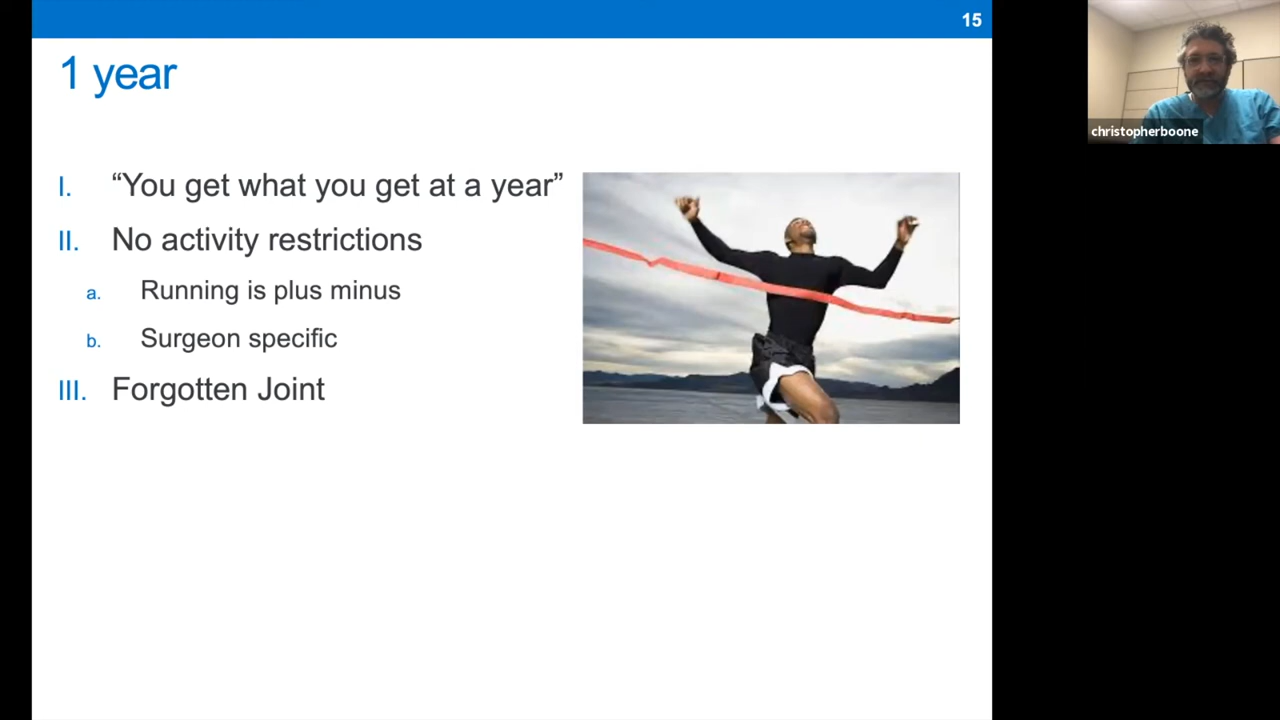 15
1 year
I. “You get what you get at a year”
II. No activity restrictions
a. Running is plus minus
b. Surgeon specific
III. Forgotten Joint
christopherboone